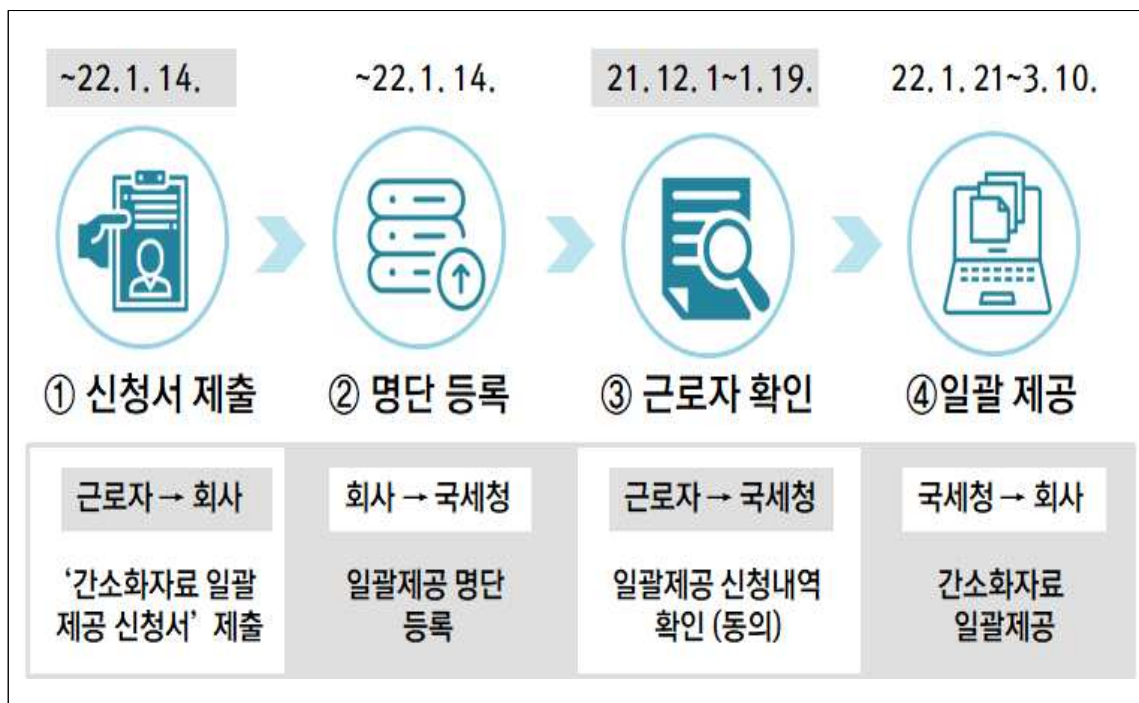 ~22.1.14.
~22.1.14.
21.12.1~1.19.
22.1.21~3.10.
① 신청서 제출
② 명단 등록
③ 근로자 확인
④일괄 제공
근로자 → 회사
회사 → 국세청
근로자 → 국세청
국세청 → 회사
‘간소화자료 일괄
제공 신청서’ 제출
일괄제공 명단
등록
일괄제공 신청내역
확인 (동의)
간소화자료
일괄제공